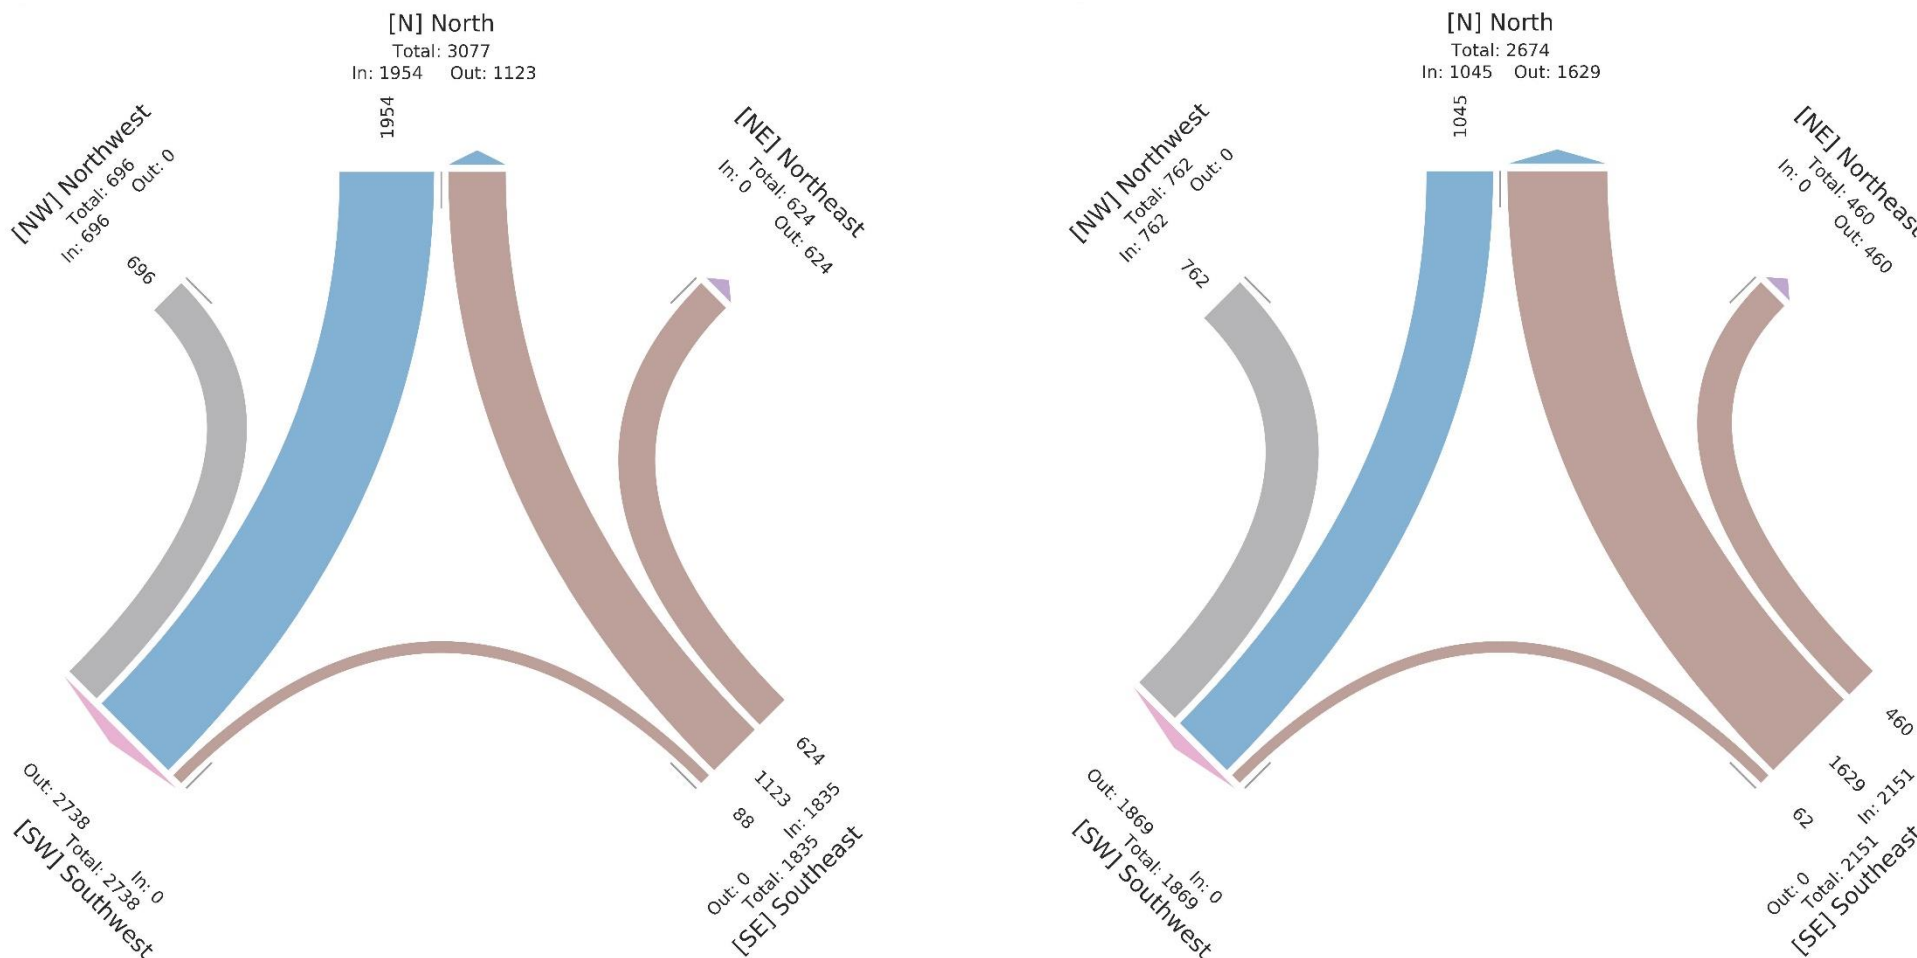 [N] North
Total: 3077
In: 1954 Out: 1123
1954
[NW] Northwest
Total: 696
In: 696 Out: 0
696
[NE] Northeast
Total: 624
In: 0 Out: 624
624
1123
88
In: 1835
Out: 0
Total: 1835
[SE] Southeast
Out: 2738
In: 0
Total: 2738
[SW] Southwest
[N] North
Total: 2674
In: 1045 Out: 1629
1045
[NW] Northwest
Total: 762
In: 762 Out: 0
762
[NE] Northeast
Total: 460
In: 0 Out: 460
460
1629
62
In: 2151
Out: 0
Total: 2151
[SE] Southeast
Out: 1869
In: 0
Total: 1869
[SW] Southwest